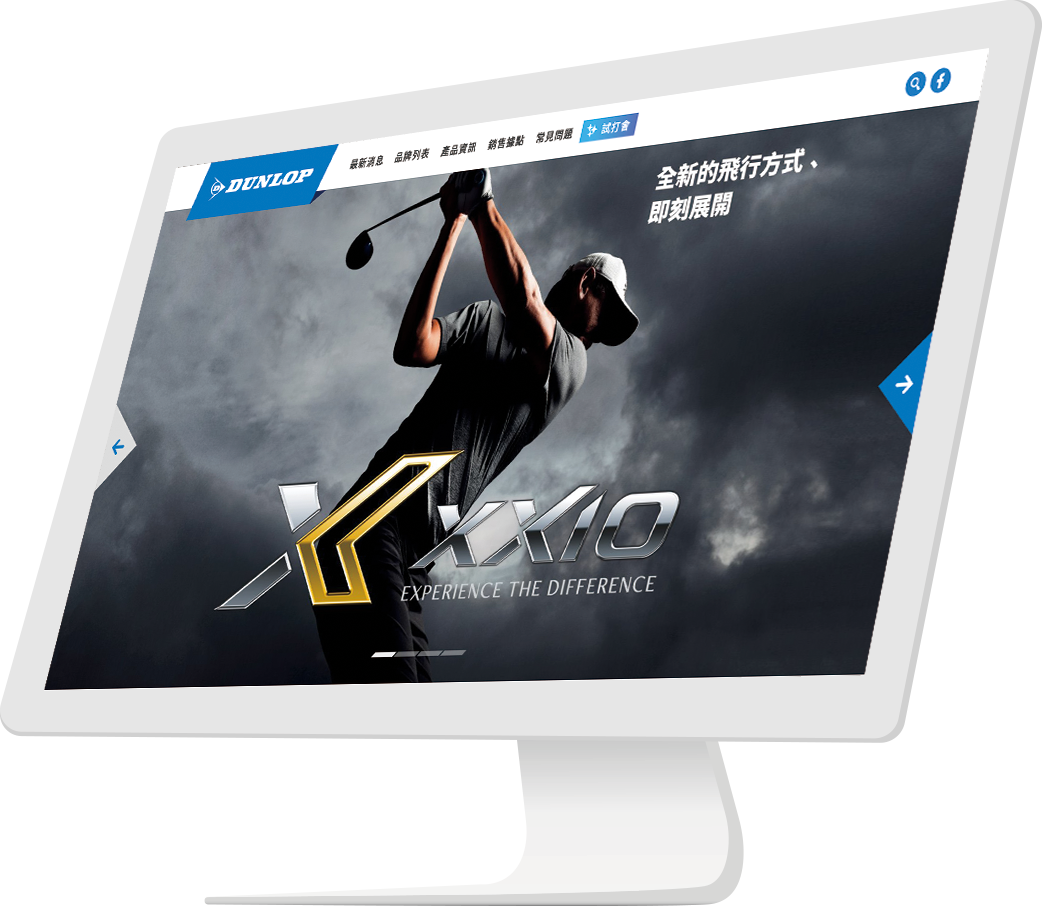 DUNLOP
最新消息 品牌列表 產品資訊 銷售據點 常見問題 試打會
全新的飛行方式、
即刻展開
X XXIO
EXPERIENCE THE DIFFERENCE